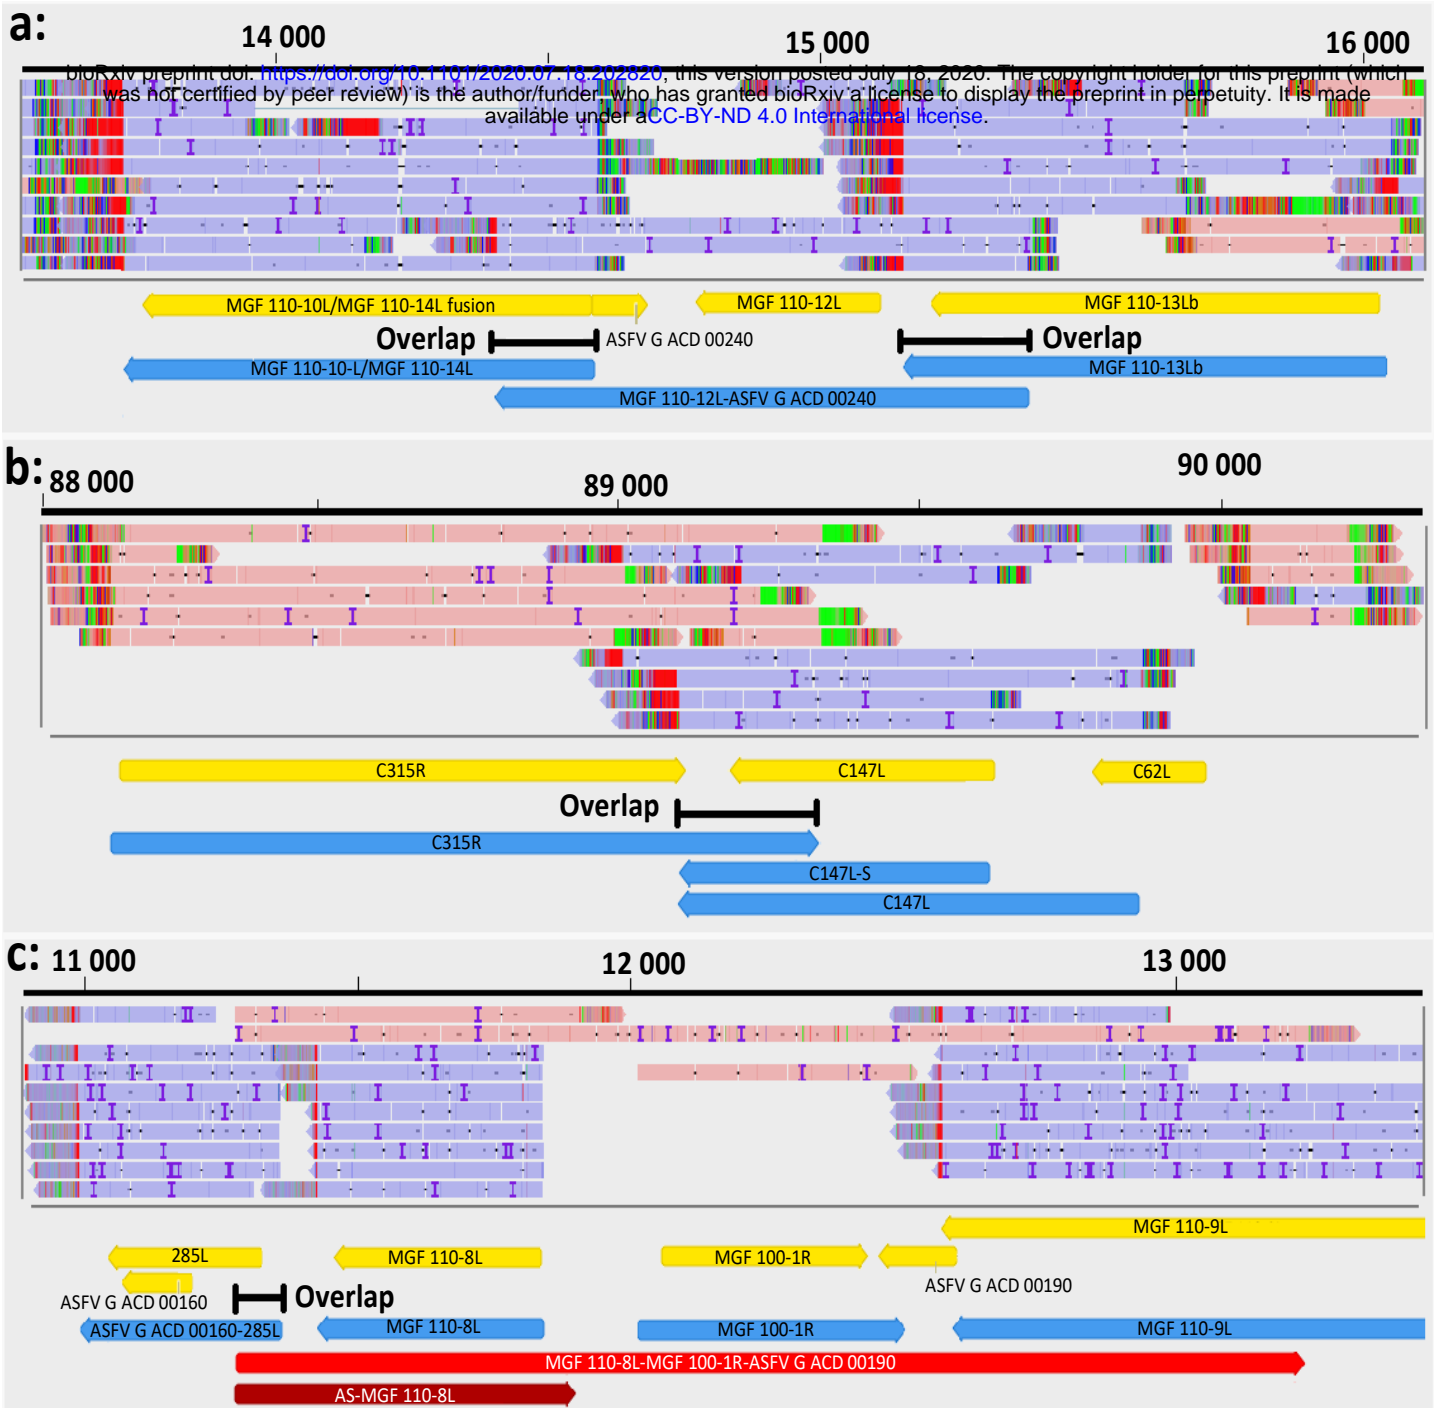 a:
14 000 15 000 16 000
bioRxiv preprint doi: https://doi.org/10.1101/2020.07.18.202820; this version posted July 18, 2020. The copyright holder for this preprint (which
was not certified by peer review) is the author/funder, who has granted bioRxiv a license to display the preprint in perpetuity. It is made
available under aCC-BY-ND 4.0 International license.
MGF 110-10L/MGF 110-14L fusion MGF 110-12L MGF 110-13Lb
Overlap ASFV G ACD 00240 Overlap
MGF 110-10-L/MGF 110-14L MGF 110-13Lb
MGF 110-12L-ASFV G ACD 00240
b:
88 000 89 000 90 000
C315R C147L C62L
Overlap
C315R
C147L-S
C147L
c:
11 000 12 000 13 000
MGF 110-9L
285L MGF 110-8L MGF 100-1R
ASFV G ACD 00190
ASFV G ACD 00160 Overlap
ASFV G ACD 00160-285L MGF 110-8L MGF 100-1R MGF 110-9L
MGF 110-8L-MGF 100-1R-ASFV G ACD 00190
AS-MGF 110-8L